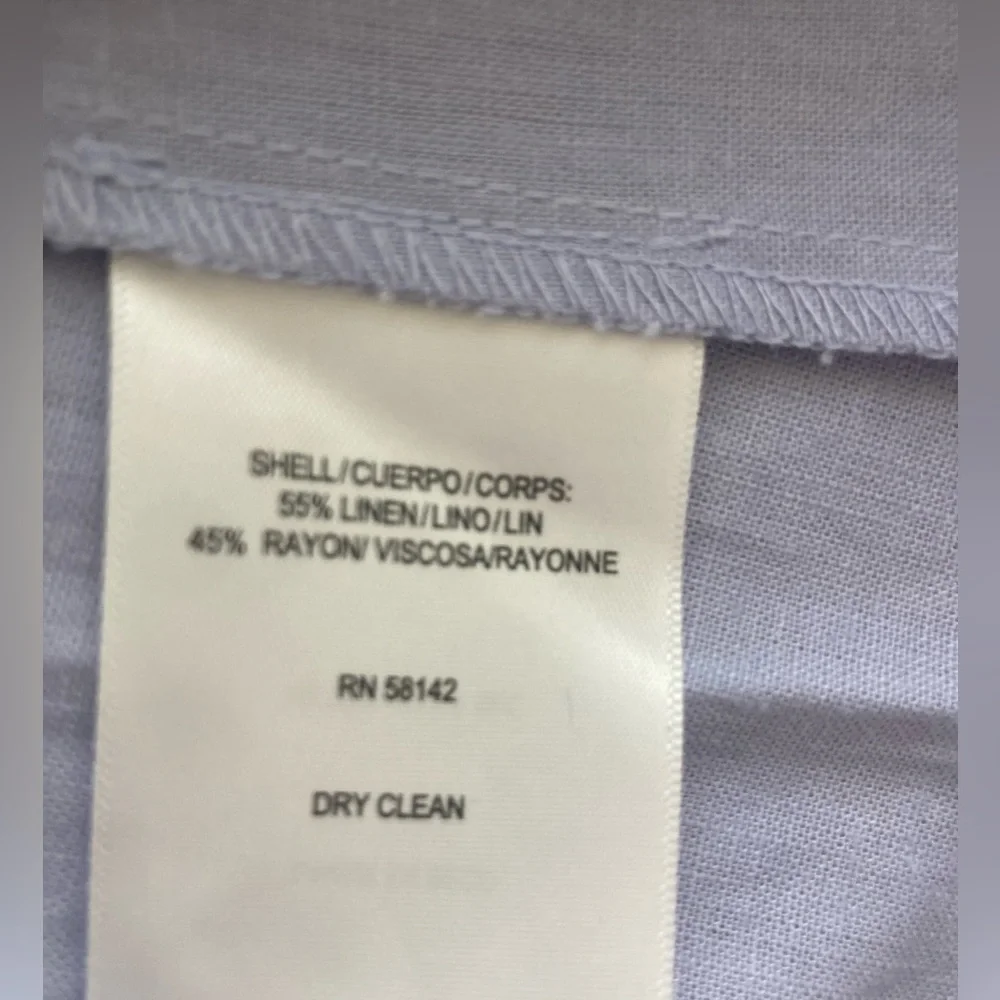 SHELL/CUERPO/CORPS:
55% LINEN/LINO/LIN
45% RAYON/ VISCOSA/RAYONNE
RN 58142
DRY CLEAN